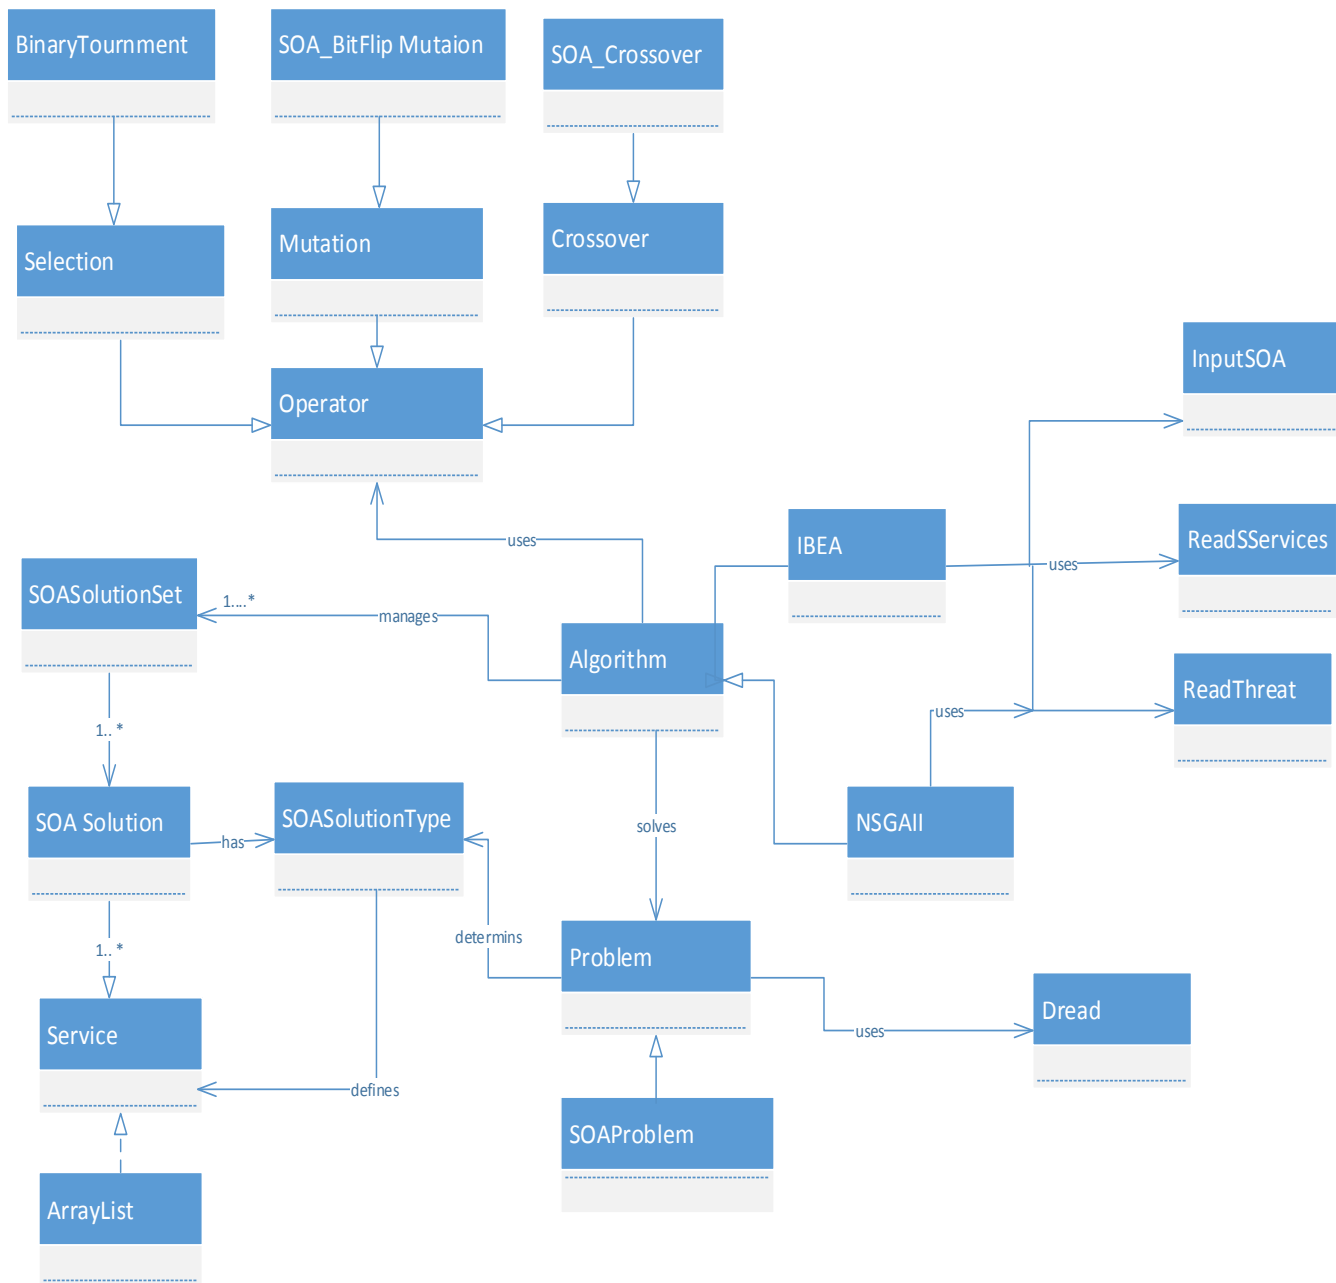 BinaryTournment
SOA_BitFlip Mutaion
SOA_Crossover
Selection
Mutation
Crossover
Operator
InputSOA
IBEA
ReadSServices
uses
uses
SOASolutionSet
1....*
manages
Algorithm
ReadThreat
uses
1.. *
SOA Solution
has
SOASolutionType
solves
NSGAII
determins
Problem
1.. *
Service
defines
uses
Dread
SOAProblem
ArrayList